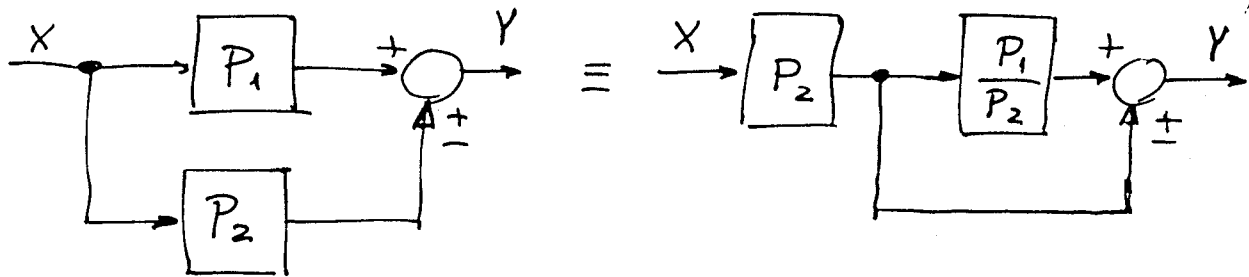 X P₁ + Y ≡ X P₂ P₁/P₂ + Y
±
±
P₂